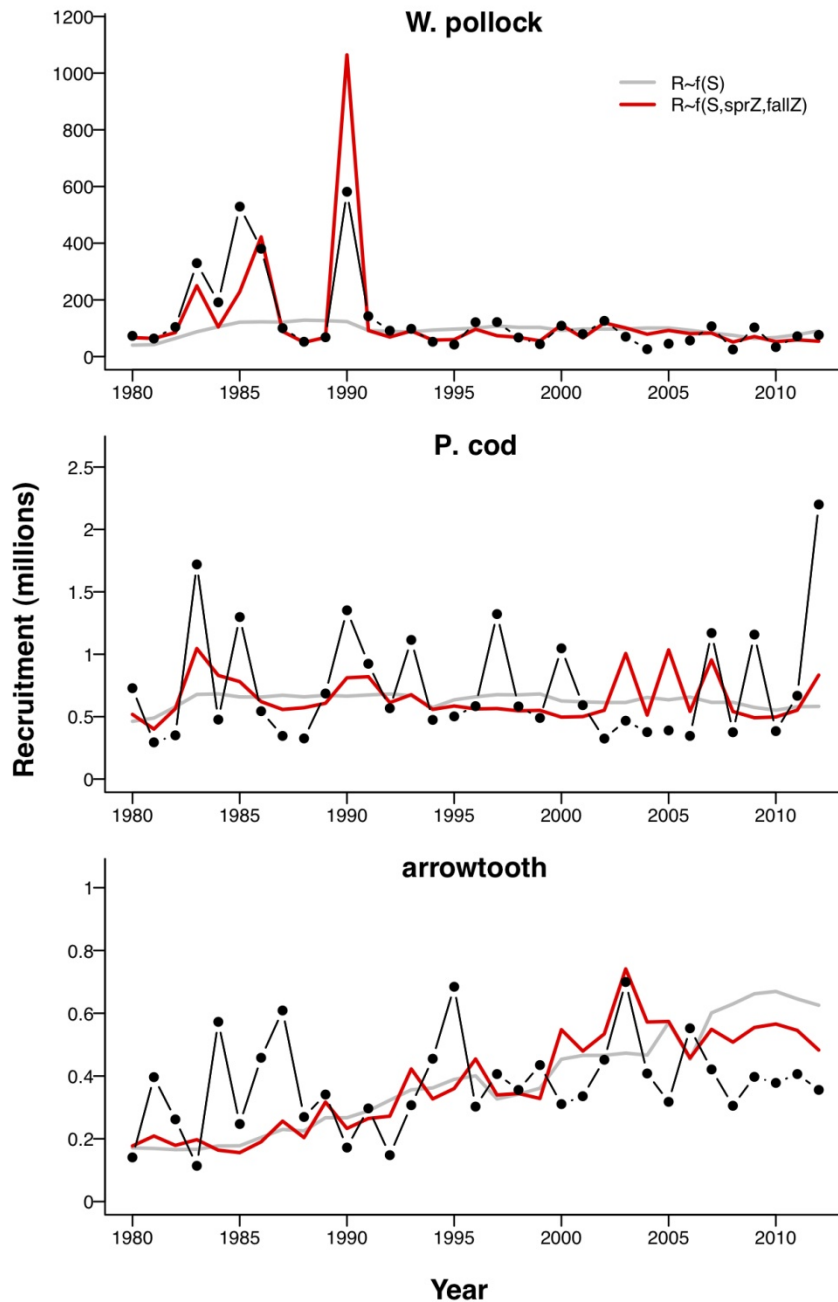 W. pollock
R~f(S)
R~f(S,sprZ,fallZ)
1200
1000
800
600
400
200
0
1980 1985 1990 1995 2000 2005 2010
P. cod
2.5
2
1.5
1
0.5
0
1980 1985 1990 1995 2000 2005 2010
Recruitment (millions)
arrowtooth
1
0.8
0.6
0.4
0.2
0
1980 1985 1990 1995 2000 2005 2010
Year